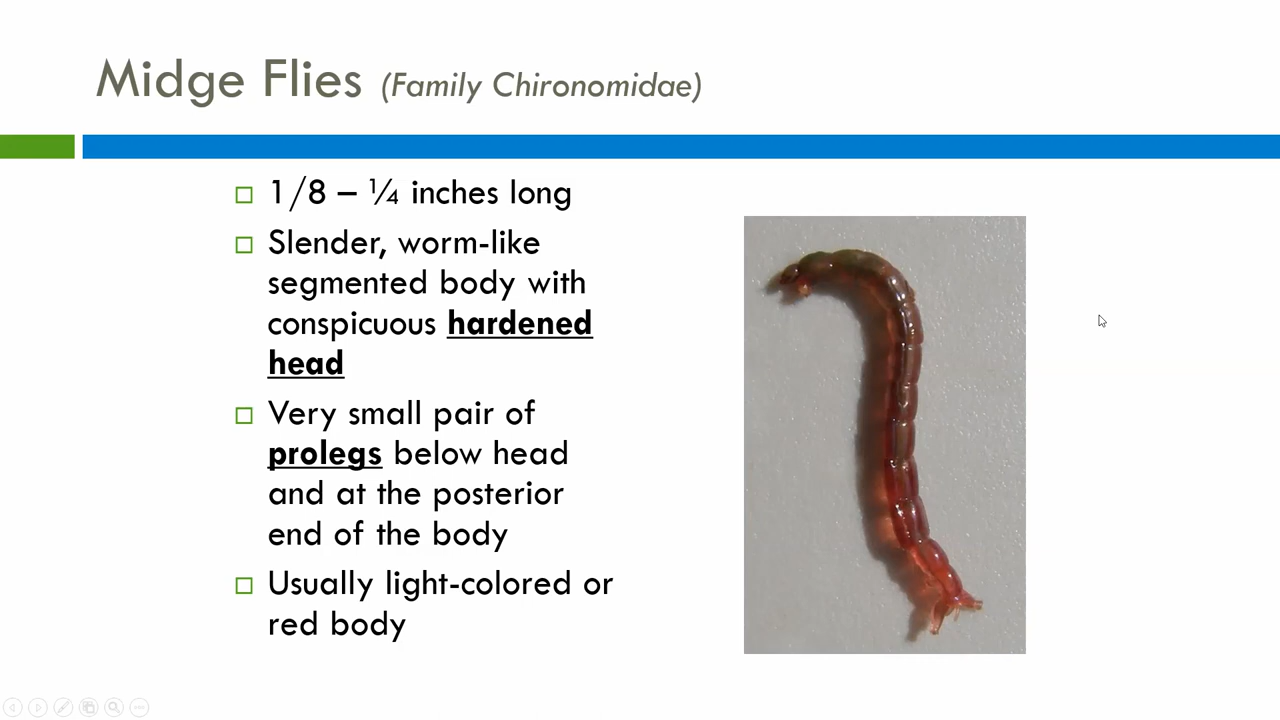 Midge Flies (Family Chironomidae)
1/8 – ¼ inches long
Slender, worm-like
segmented body with
conspicuous hardened
head
Very small pair of
prolegs below head
and at the posterior
end of the body
Usually light-colored or
red body